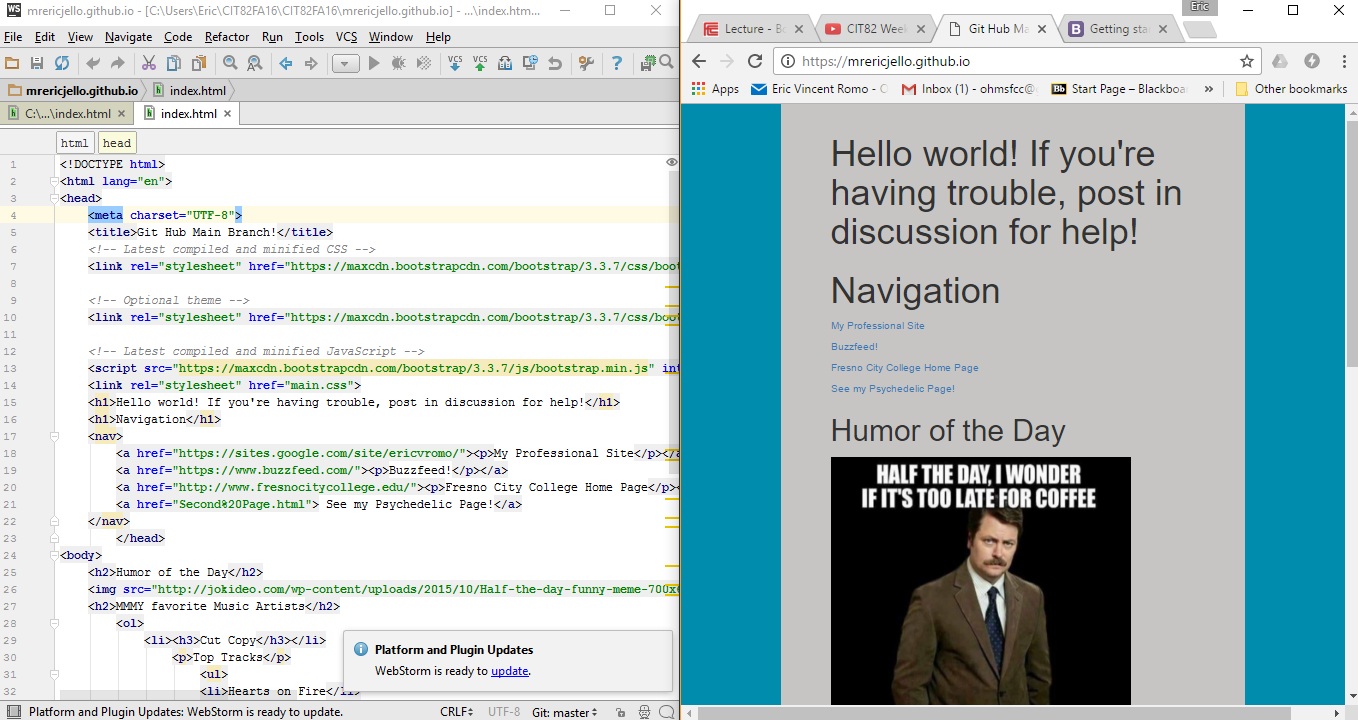 mrericjello.github.io - [C:\Users\Eric\CIT82FA16\CIT82FA16\mrericjello.github.io] - ...\index.htm...
File Edit View Navigate Code Refactor Run Tools VCS Window Help
VCS VCS
mrericjello.github.io index.html
C:\...\index.html index.html
html head
1 <!DOCTYPE html>
2 <html lang="en">
3 <head>
4 <meta charset="UTF-8">
5 <title>Git Hub Main Branch!</title>
6 <!-- Latest compiled and minified CSS -->
7 <link rel="stylesheet" href="https://maxcdn.bootstrapcdn.com/bootstrap/3.3.7/css/boot
8
9 <!-- Optional theme -->
10 <link rel="stylesheet" href="https://maxcdn.bootstrapcdn.com/bootstrap/3.3.7/css/boot
11
12 <!-- Latest compiled and minified JavaScript -->
13 <script src="https://maxcdn.bootstrapcdn.com/bootstrap/3.3.7/js/bootstrap.min.js" int
14 <link rel="stylesheet" href="main.css">
15 <h1>Hello world! If you're having trouble, post in discussion for help!</h1>
16 <h1>Navigation</h1>
17 <nav>
18 <a href="https://sites.google.com/site/ericvromo/"><p>My Professional Site</p></a
19 <a href="https://www.buzzfeed.com/"><p>Buzzfeed!</p></a>
20 <a href="http://www.fresnocitycollege.edu/"><p>Fresno City College Home Page</p><
21 <a href="Second%20Page.html"> See my Psychedelic Page!</a>
22 </nav>
23 </head>
24 <body>
25 <h2>Humor of the Day</h2>
26 <img src="http://jokideo.com/wp-content/uploads/2015/10/Half-the-day-funny-meme-700x
27 <h2>MMMY favorite Music Artists</h2>
28 <ol>
29 <li><h3>Cut Copy</h3></li>
30 <p>Top Tracks</p>
31 <ul>
32 <li>Hearts on Fire</li>
Platform and Plugin Updates
WebStorm is ready to update.
Platform and Plugin Updates: WebStorm is ready to update. CRLF UTF-8 Git: master
Eric
Lecture - Bo CIT82 Week Git Hub Ma Getting sta
https://mrericjello.github.io
Apps Eric Vincent Romo - C Inbox (1) - ohmsfcc@ Bb Start Page – Blackboa » Other bookmarks
Hello world! If you're
having trouble, post in
discussion for help!
Navigation
My Professional Site
Buzzfeed!
Fresno City College Home Page
See my Psychedelic Page!
Humor of the Day
HALF THE DAY, I WONDER
IF IT'S TOO LATE FOR COFFEE